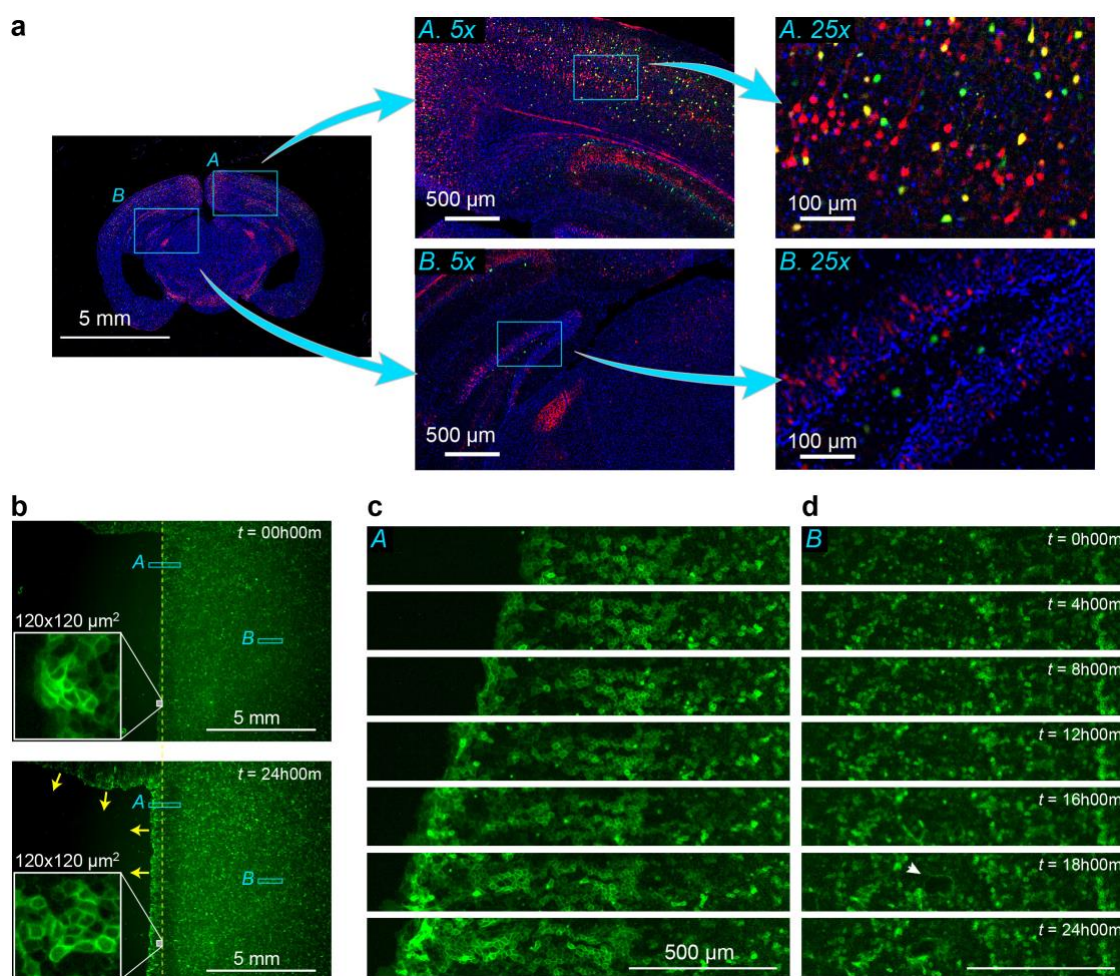 a
A
B
5 mm
A. 5x
500 µm
A. 25x
100 µm
B. 5x
500 µm
B. 25x
100 µm
b
t = 00h00m
A
120x120 µm²
B
5 mm
t = 24h00m
A
120x120 µm²
B
5 mm
c
A
500 µm
d
B
t = 0h00m
t = 4h00m
t = 8h00m
t = 12h00m
t = 16h00m
t = 18h00m
t = 24h00m